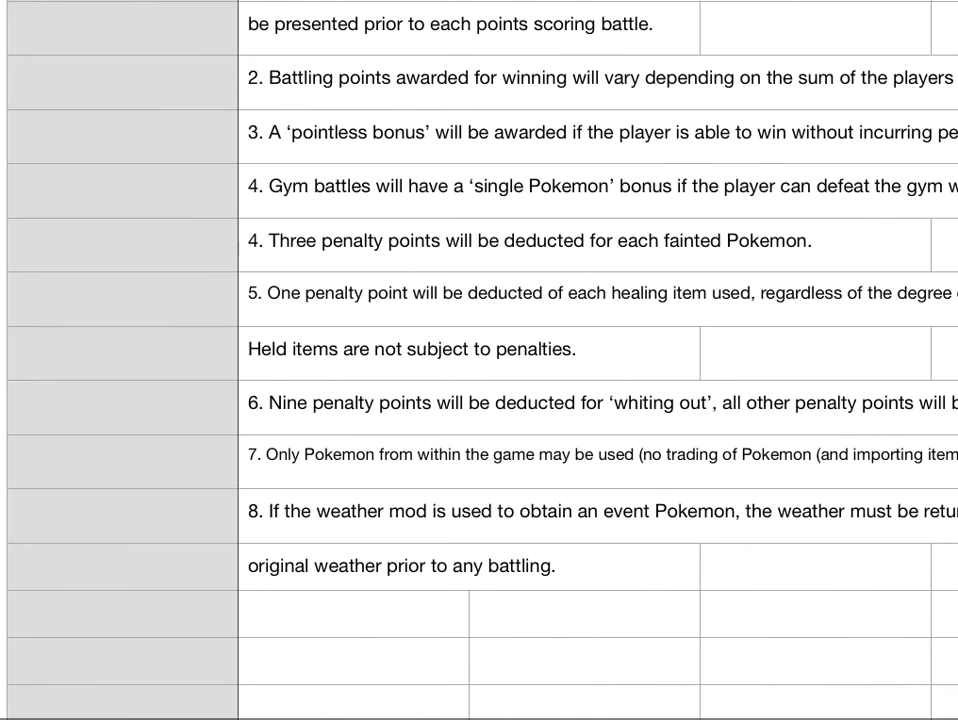 be presented prior to each points scoring battle.
2. Battling points awarded for winning will vary depending on the sum of the players
3. A ‘pointless bonus’ will be awarded if the player is able to win without incurring pe
4. Gym battles will have a ‘single Pokemon’ bonus if the player can defeat the gym w
4. Three penalty points will be deducted for each fainted Pokemon.
5. One penalty point will be deducted of each healing item used, regardless of the degree
Held items are not subject to penalties.
6. Nine penalty points will be deducted for ‘whiting out’, all other penalty points will b
7. Only Pokemon from within the game may be used (no trading of Pokemon (and importing item
8. If the weather mod is used to obtain an event Pokemon, the weather must be retu
original weather prior to any battling.